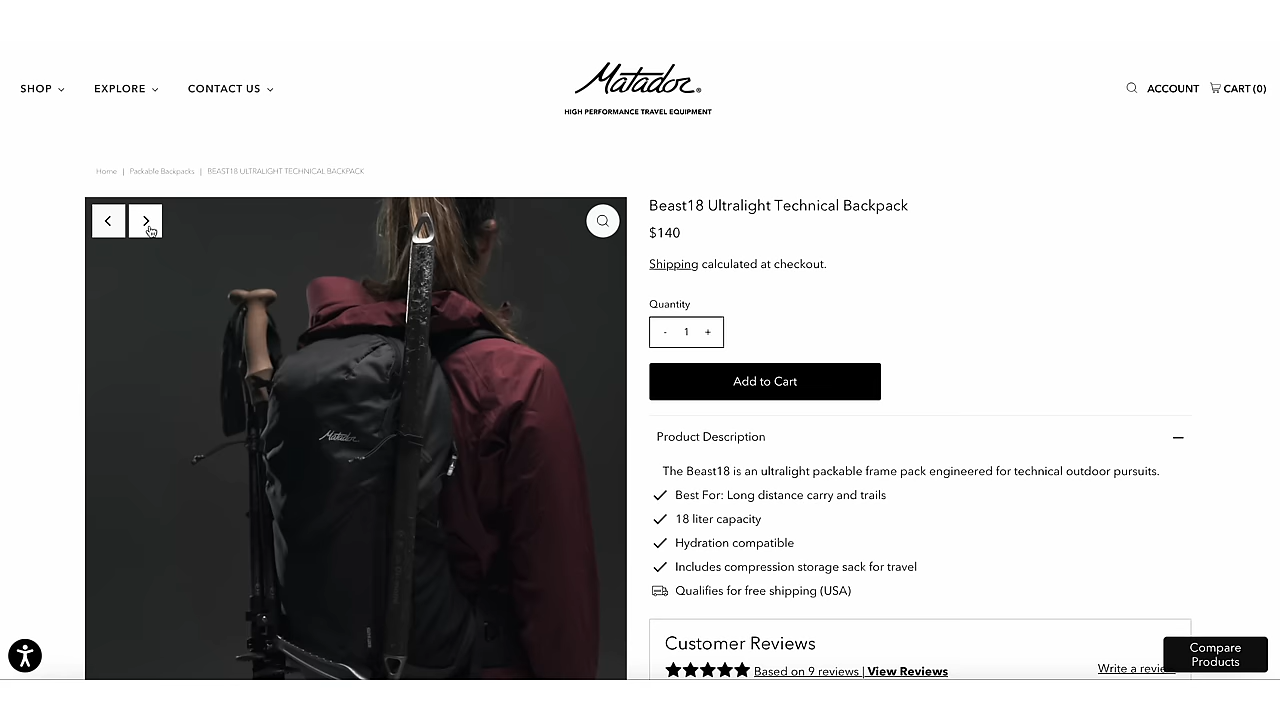 SHOP
EXPLORE
CONTACT US
Matador®
HIGH PERFORMANCE TRAVEL EQUIPMENT
ACCOUNT
CART (0)
Home | Packable Backpacks | BEAST18 ULTRALIGHT TECHNICAL BACKPACK
Matador
Beast18 Ultralight Technical Backpack
$140
Shipping calculated at checkout.
Quantity
- 1 +
Add to Cart
Product Description
The Beast18 is an ultralight packable frame pack engineered for technical outdoor pursuits.
Best For: Long distance carry and trails
18 liter capacity
Hydration compatible
Includes compression storage sack for travel
Qualifies for free shipping (USA)
Customer Reviews
Based on 9 reviews | View Reviews
Write a revie
Compare
Products